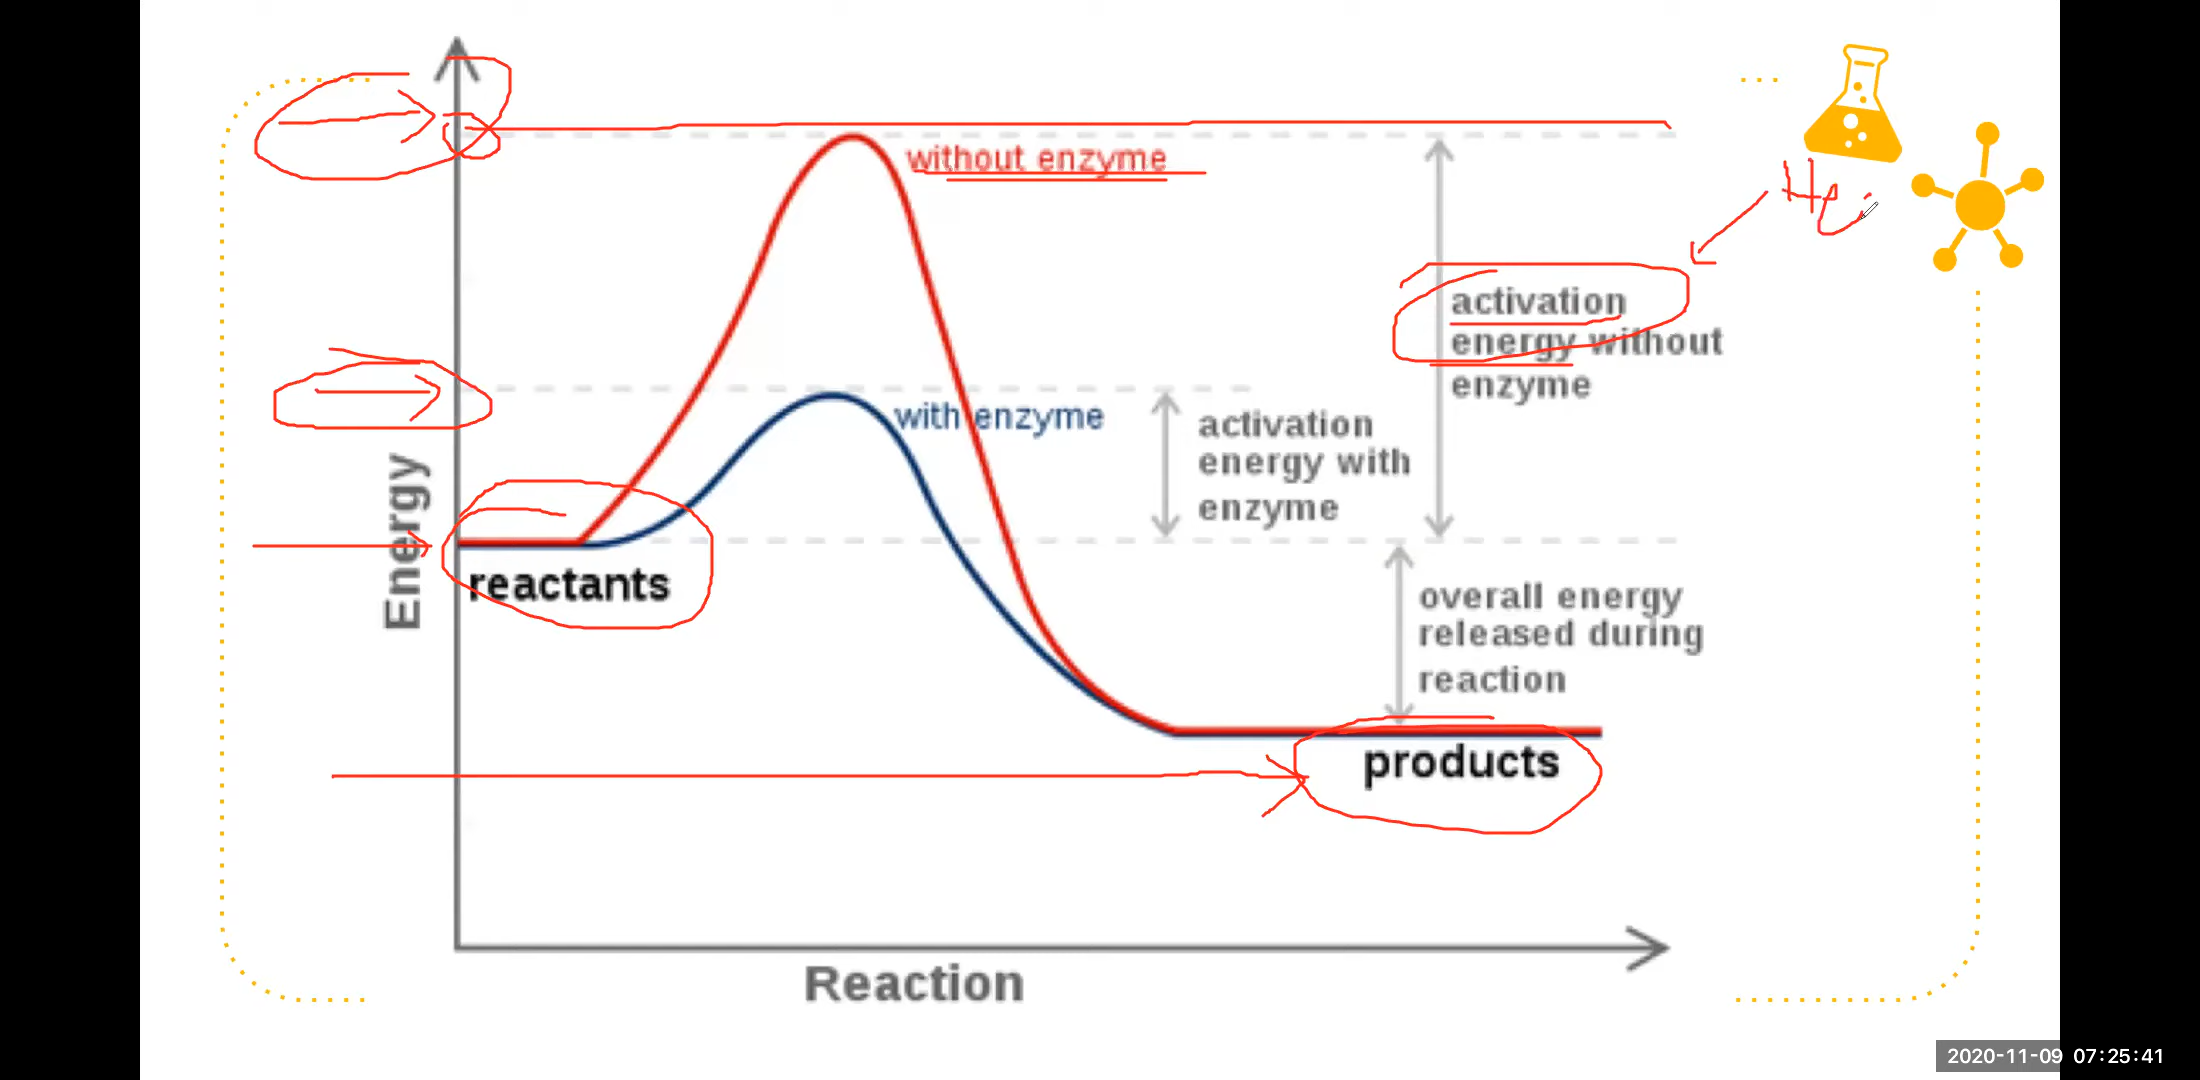 without enzyme
activation
energy without
enzyme
with enzyme
activation
energy with
enzyme
Energy
reactants
overall energy
released during
reaction
products
Reaction
2020-11-09 07:25:41